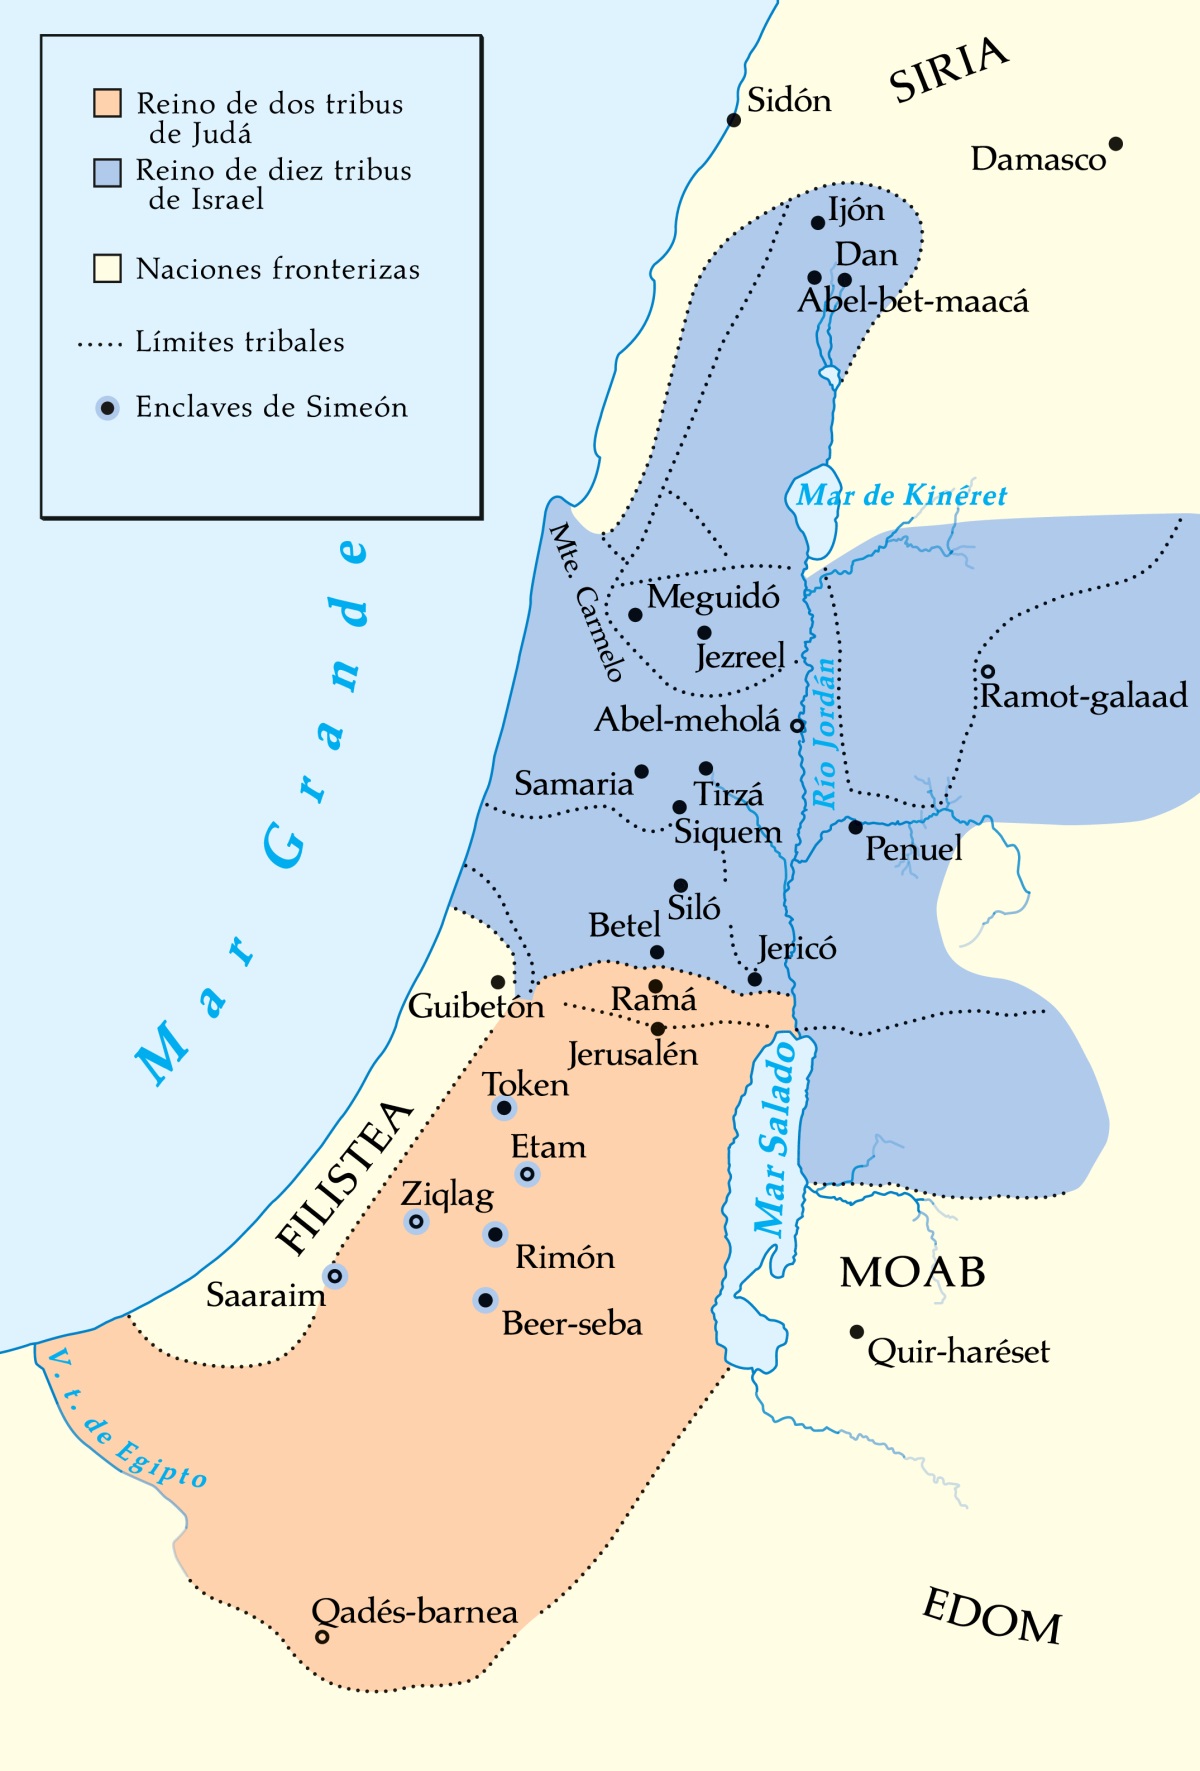 Reino de dos tribus
de Judá
Reino de diez tribus
de Israel
Naciones fronterizas
Límites tribales
Enclaves de Simeón
SIRIA
Sidón
Damasco
Ijón
Dan
Abel-bet-maacá
Mar de Kinéret
Mte. Carmelo
Mar Grande
Meguidó
Jezreel
Río Jordán
Ramot-galaad
Abel-meholá
Samaria
Tirzá
Siquem
Penuel
Siló
Betel
Jericó
Guibetón
Ramá
Jerusalén
Token
Mar Salado
FILISTEA
Etam
Ziqlag
Rimón
Saaraim
Beer-seba
MOAB
Quir-haréset
V. t. de Egipto
Qadés-barnea
EDOM